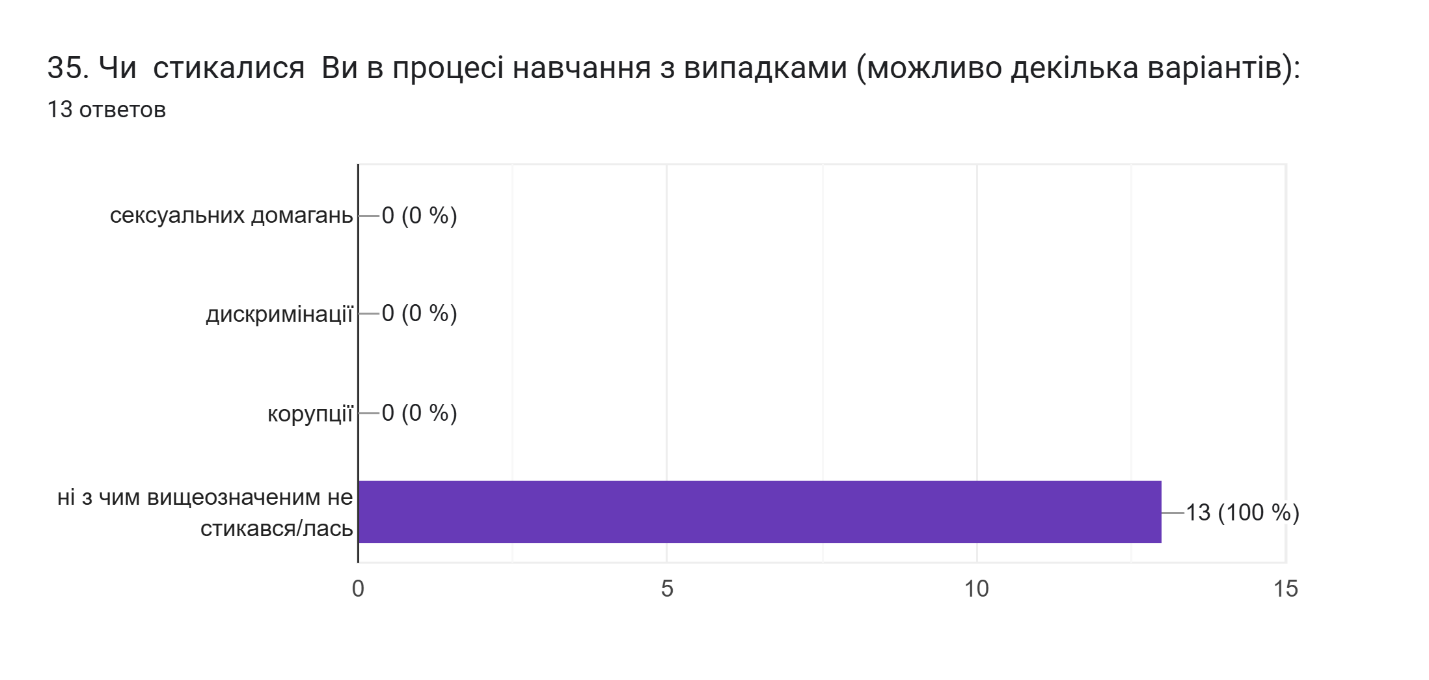 35. Чи  стикалися  Ви в процесі навчання з випадками (можливо декілька варіантів):
13 ответов
сексуальних домагань
0 (0 %)
дискримінації
0 (0 %)
корупції
0 (0 %)
ні з чим вищеозначеним не
стикався/лась
13 (100 %)
0
5
10
15